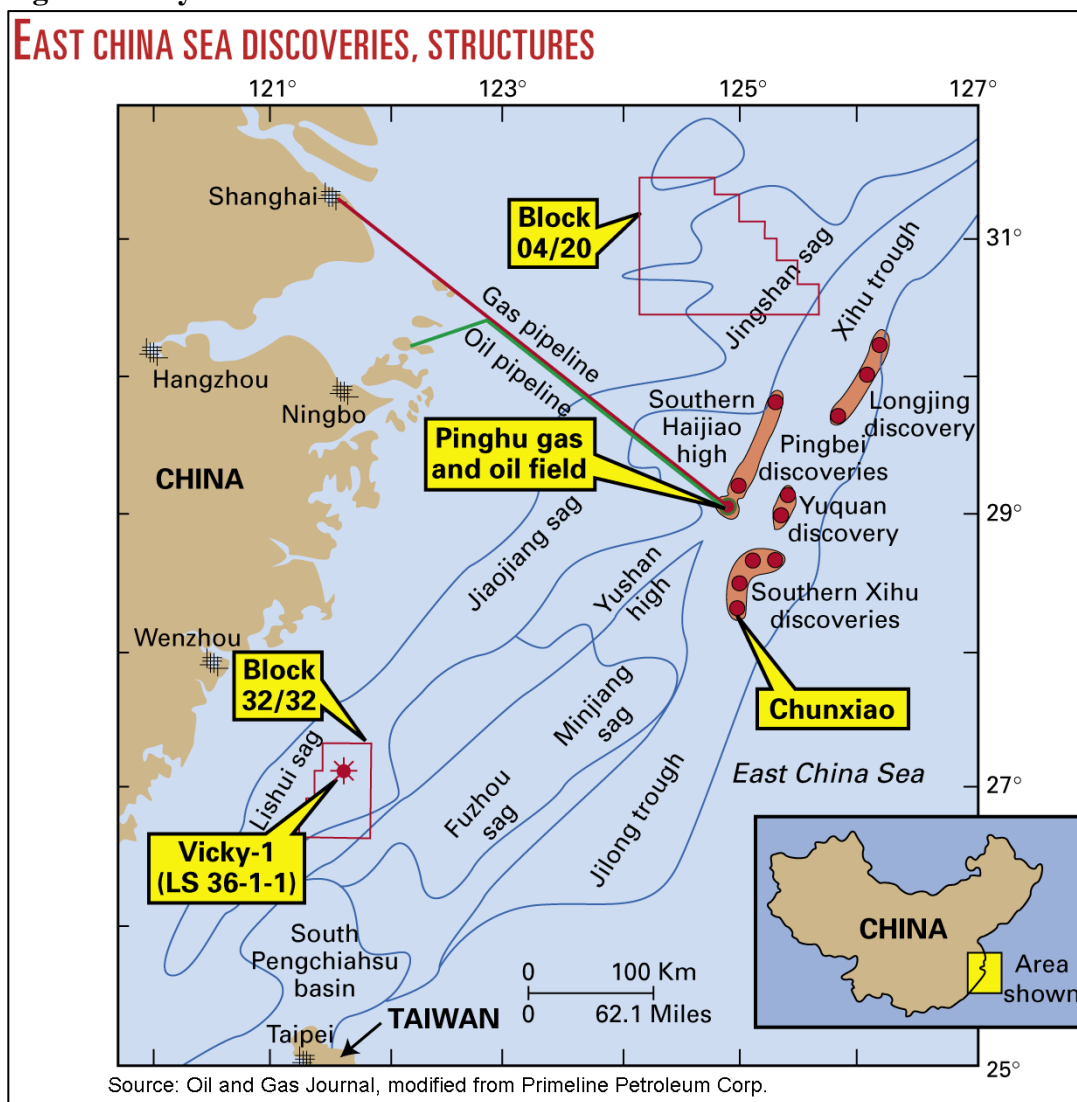 EAST CHINA SEA DISCOVERIES, STRUCTURES
121°
123°
125°
127°
Shanghai
Block
04/20
31°
Jingshan sag
Xihu trough
Gas pipeline
Oil pipeline
Hangzhou
Ningbo
Southern
Haijiao
high
Longjing
discovery
Pingbei
discoveries
Pinghu gas
and oil field
CHINA
Yuquan
discovery
29°
Jiaojiang sag
Yushan
high
Southern Xihu
discoveries
Wenzhou
Block
32/32
Chunxiao
Minjiang
sag
Lishui sag
East China Sea
27°
Fuzhou
sag
Jilong trough
Vicky-1
(LS 36-1-1)
CHINA
Area
shown
South
Pengchiahsu
basin
0
100 Km
0
62.1 Miles
TAIWAN
Taipei
25°
Source: Oil and Gas Journal, modified from Primeline Petroleum Corp.